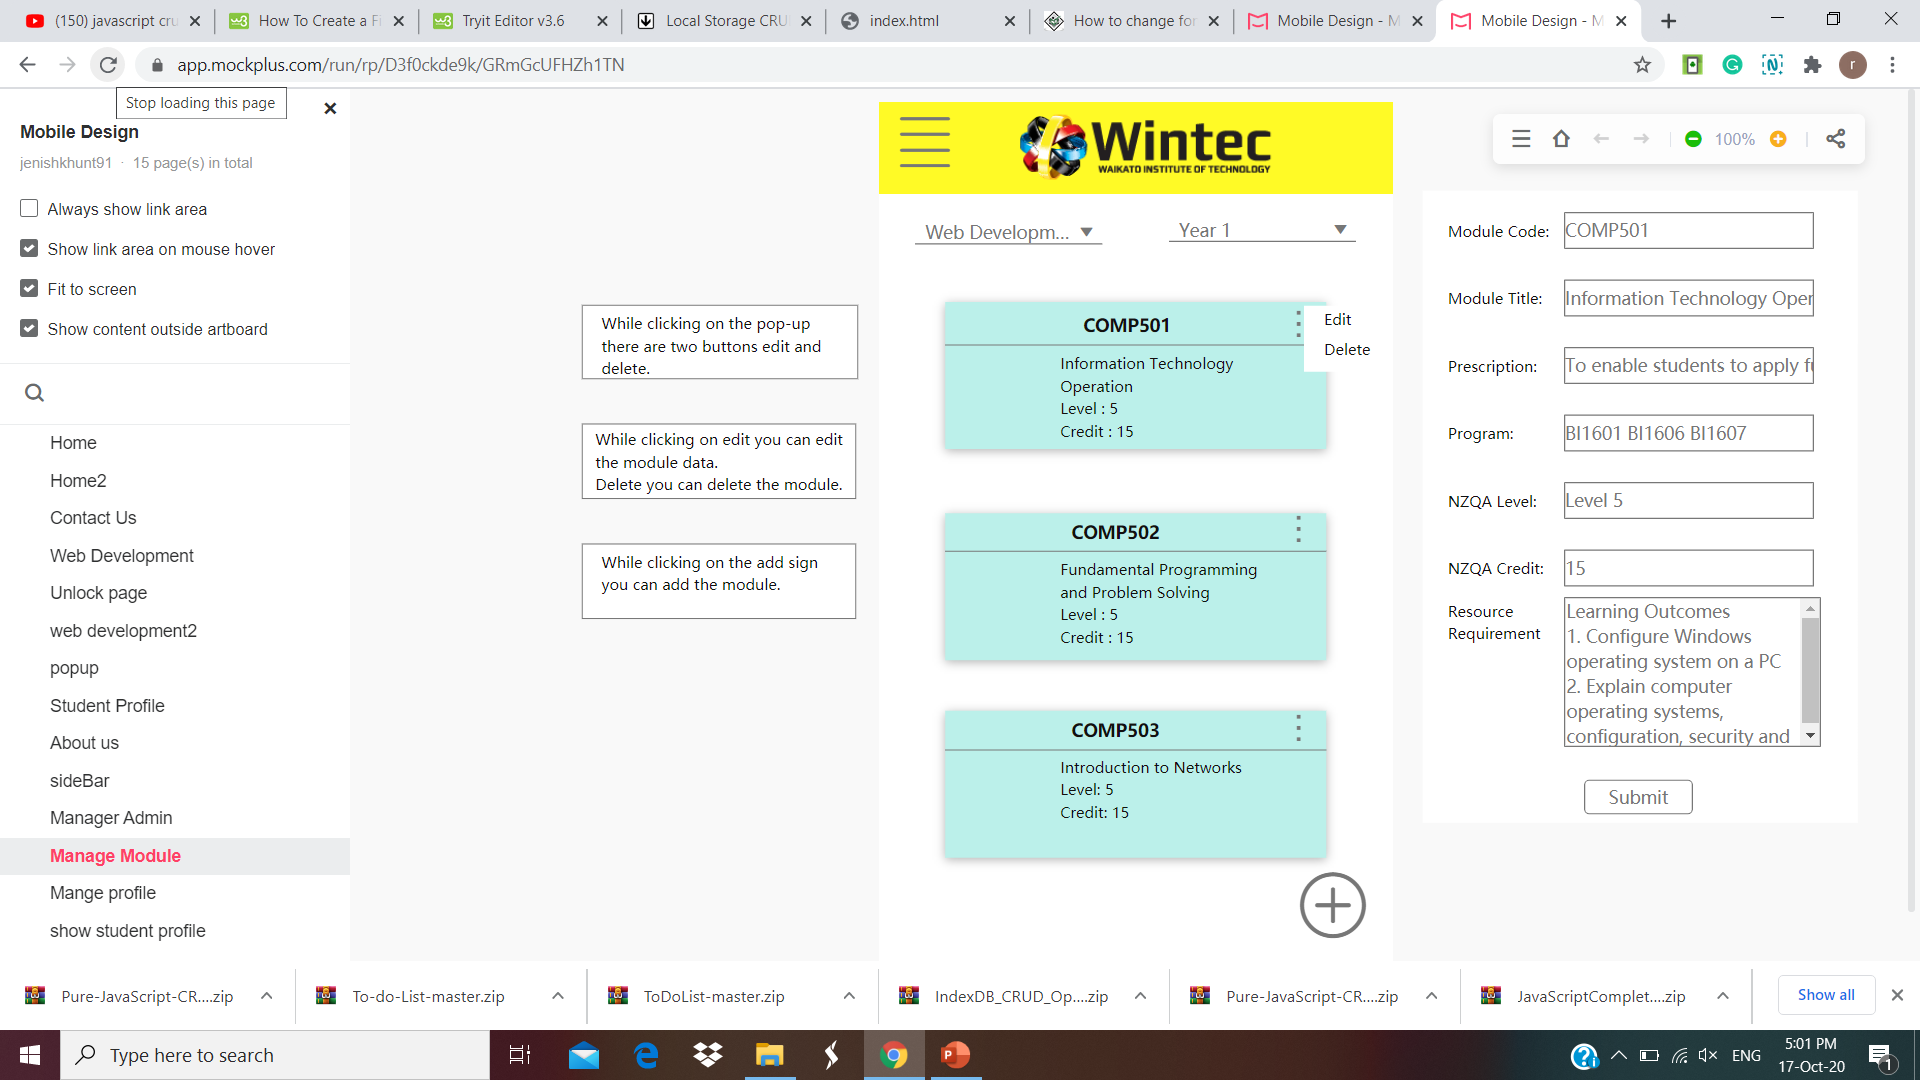 (150) javascript cru
How To Create a Fi
Tryit Editor v3.6
Local Storage CRU
index.html
How to change for
Mobile Design - M
Mobile Design - M
app.mockplus.com/run/rp/D3f0ckde9k/GRmGcUFHZh1TN
r
Stop loading this page
Mobile Design
jenishkhunt91 · 15 page(s) in total
Always show link area
Show link area on mouse hover
Fit to screen
Show content outside artboard
Home
Home2
Contact Us
Web Development
Unlock page
web development2
popup
Student Profile
About us
sideBar
Manager Admin
Manage Module
Mange profile
show student profile
While clicking on the pop-up
there are two buttons edit and
delete.
While clicking on edit you can edit
the module data.
Delete you can delete the module.
While clicking on the add sign
you can add the module.
Wintec
WAIKATO INSTITUTE OF TECHNOLOGY
Web Developm...
Year 1
COMP501
Edit
Delete
Information Technology
Operation
Level : 5
Credit : 15
COMP502
Fundamental Programming
and Problem Solving
Level : 5
Credit : 15
COMP503
Introduction to Networks
Level: 5
Credit: 15
100%
Module Code: COMP501
Module Title: Information Technology Oper
Prescription: To enable students to apply fu
Program: BI1601 BI1606 BI1607
NZQA Level: Level 5
NZQA Credit: 15
Resource
Requirement
Learning Outcomes
1. Configure Windows
operating system on a PC
2. Explain computer
operating systems,
configuration, security and
Submit
Pure-JavaScript-CR....zip
To-do-List-master.zip
ToDoList-master.zip
IndexDB_CRUD_Op....zip
Pure-JavaScript-CR....zip
JavaScriptComplet....zip
Show all
Type here to search
ENG
5:01 PM
17-Oct-20
1